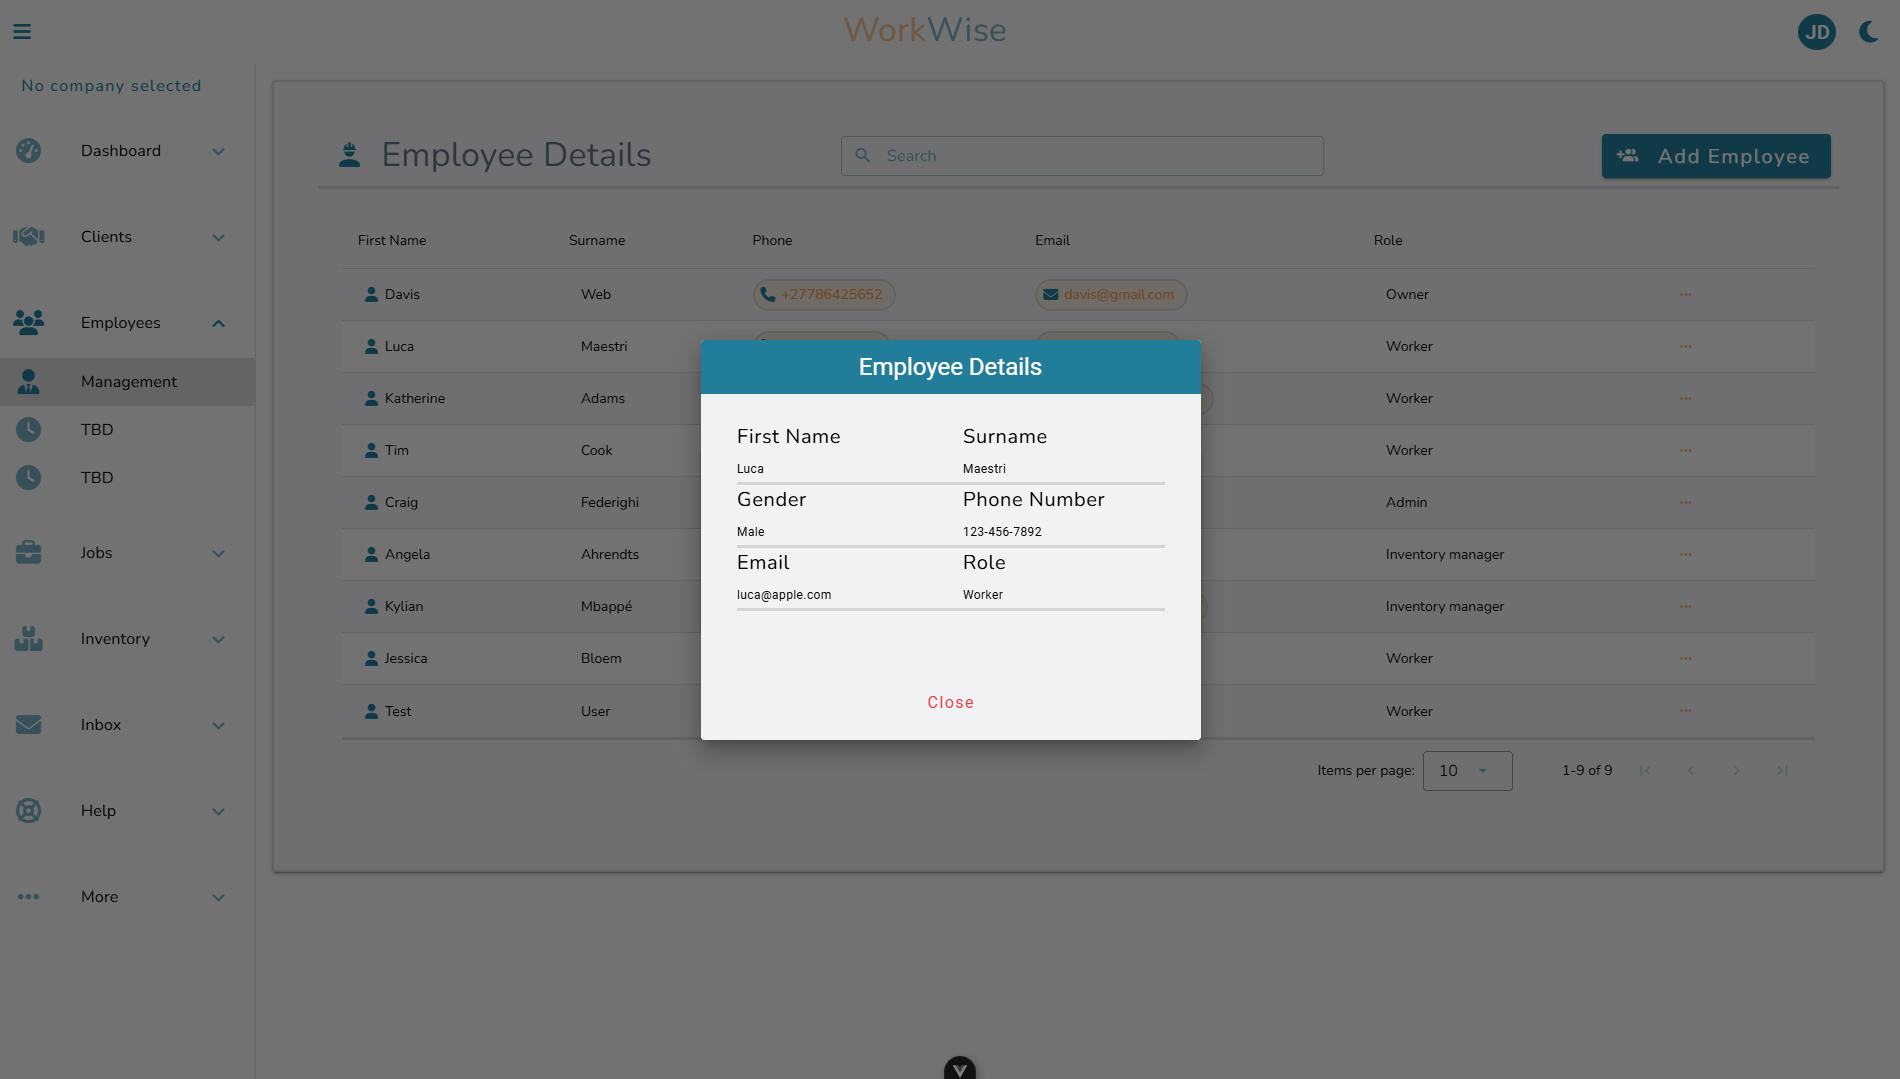 WorkWise
JD
No company selected
Dashboard
Clients
Employees
Management
TBD
TBD
Jobs
Inventory
Inbox
Help
More
Employee Details
Search
Add Employee
First Name Surname Phone Email Role
Davis Web +27786425652 davis@gmail.com Owner
Luca Maestri Worker
Katherine Adams Worker
Tim Cook Worker
Craig Federighi Admin
Angela Ahrendts Inventory manager
Kylian Mbappé Inventory manager
Jessica Bloem Worker
Test User Worker
Items per page: 10 1-9 of 9
Employee Details
First Name Surname
Luca Maestri
Gender Phone Number
Male 123-456-7892
Email Role
luca@apple.com Worker
Close